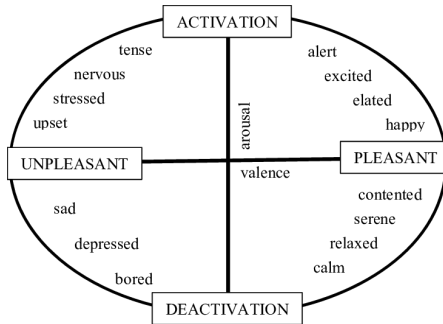 ACTIVATION
tense
alert
nervous
excited
stressed
elated
upset
happy
arousal
UNPLEASANT
PLEASANT
valence
contented
sad
serene
depressed
relaxed
calm
bored
DEACTIVATION